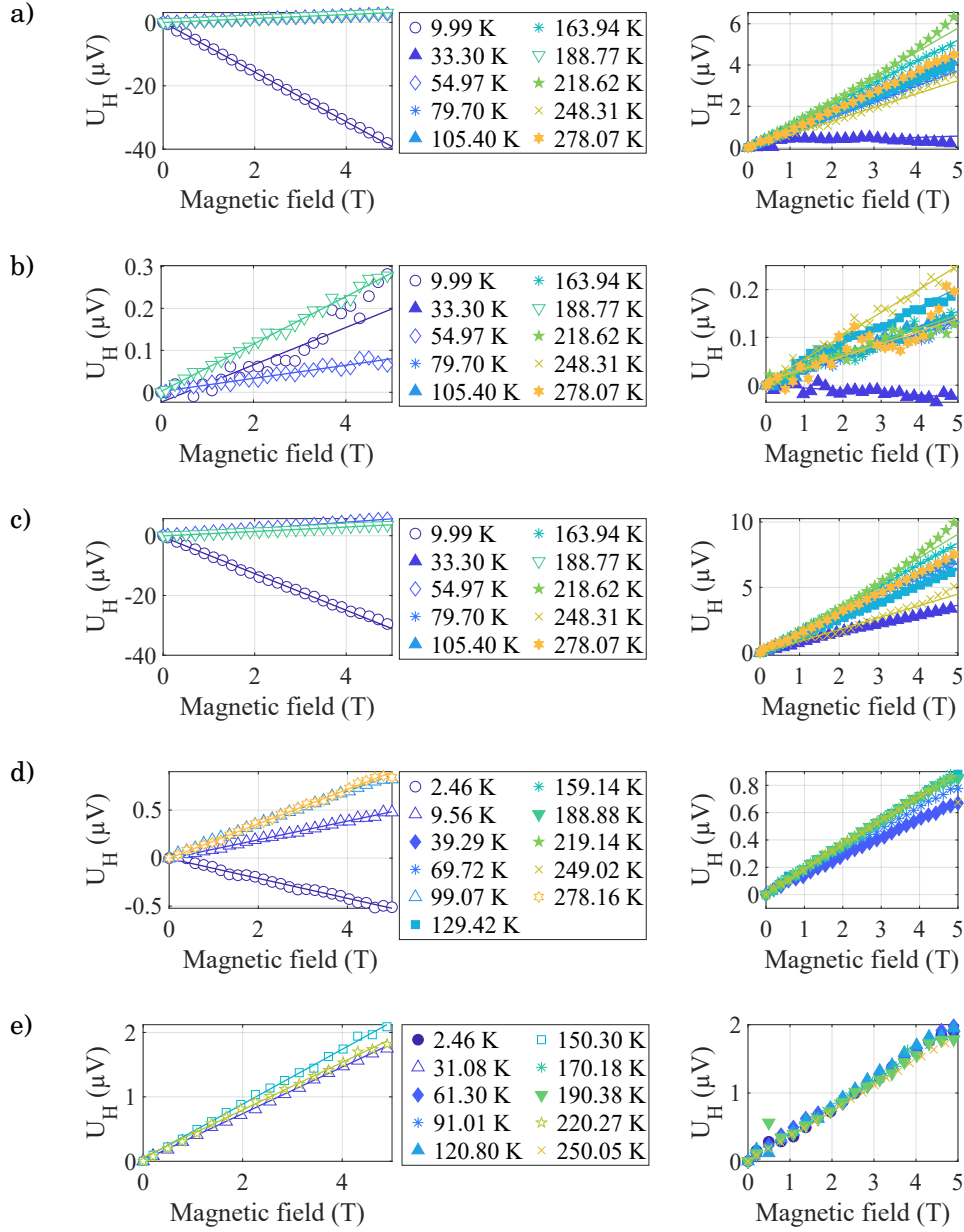 a)
0
-20
-40
U_H (µV)
0 2 4
Magnetic field (T)
9.99 K 163.94 K
33.30 K 188.77 K
54.97 K 218.62 K
79.70 K 248.31 K
105.40 K 278.07 K
6
4
2
0
U_H (µV)
0 1 2 3 4 5
Magnetic field (T)
b)
0.3
0.2
0.1
0
U_H (µV)
0 2 4
Magnetic field (T)
9.99 K 163.94 K
33.30 K 188.77 K
54.97 K 218.62 K
79.70 K 248.31 K
105.40 K 278.07 K
0.2
0.1
0
U_H (µV)
0 1 2 3 4 5
Magnetic field (T)
c)
0
-20
-40
U_H (µV)
0 2 4
Magnetic field (T)
9.99 K 163.94 K
33.30 K 188.77 K
54.97 K 218.62 K
79.70 K 248.31 K
105.40 K 278.07 K
10
5
0
U_H (µV)
0 1 2 3 4 5
Magnetic field (T)
d)
0.5
0
-0.5
U_H (µV)
2 4
Magnetic field (T)
2.46 K 159.14 K
9.56 K 188.88 K
39.29 K 219.14 K
69.72 K 249.02 K
99.07 K 278.16 K
129.42 K
0.8
0.6
0.4
0.2
0
U_H (µV)
0 1 2 3 4 5
Magnetic field (T)
e)
2
1
0
U_H (µV)
0 2 4
Magnetic field (T)
2.46 K 150.30 K
31.08 K 170.18 K
61.30 K 190.38 K
91.01 K 220.27 K
120.80 K 250.05 K
2
1
0
U_H (µV)
0 1 2 3 4 5
Magnetic field (T)